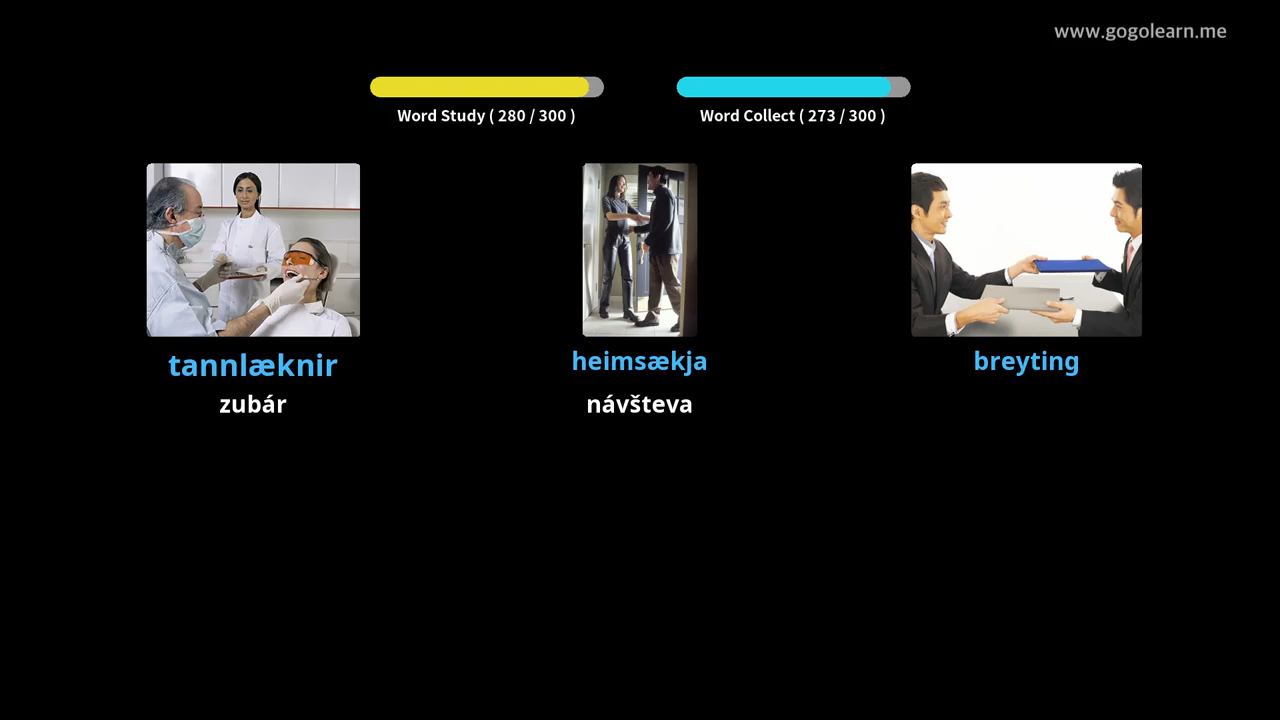 www.gogolearn.me
Word Study ( 280 / 300 )
Word Collect ( 273 / 300 )
tannlæknir
heimsækja
breyting
zubár
návšteva